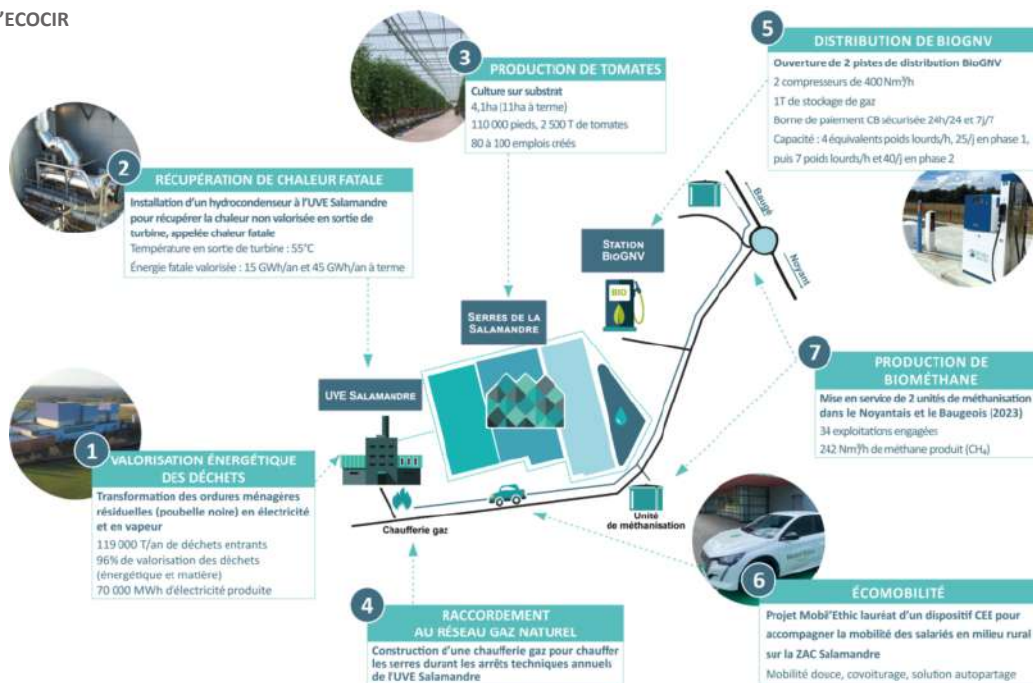 'ECOCIR
1
VALORISATION ÉNERGÉTIQUE
DES DÉCHETS
Transformation des ordures ménagères
résiduelles (poubelle noire) en électricité
et en vapeur
119 000 T/an de déchets entrants
96% de valorisation des déchets
(énergétique et matière)
70 000 MWh d'électricité produite
2
RÉCUPÉRATION DE CHALEUR FATALE
Installation d'un hydrocondenseur à l'UVE Salamandre
pour récupérer la chaleur non valorisée en sortie de
turbine, appelée chaleur fatale
Température en sortie de turbine : 55°C
Énergie fatale valorisée : 15 GWh/an et 45 GWh/an à terme
3
PRODUCTION DE TOMATES
Culture sur substrat
4,1ha (11ha à terme)
110 000 pieds, 2 500 T de tomates
80 à 100 emplois créés
4
RACCORDEMENT
AU RÉSEAU GAZ NATUREL
Construction d'une chaufferie gaz pour chauffer
les serres durant les arrêts techniques annuels
de l'UVE Salamandre
5
DISTRIBUTION DE BIOGNV
Ouverture de 2 pistes de distribution BioGNV
2 compresseurs de 400 Nm³/h
1T de stockage de gaz
Borne de paiement CB sécurisée 24h/24 et 7j/7
Capacité : 4 équivalents poids lourds/h, 25/j en phase 1,
puis 7 poids lourds/h et 40/j en phase 2
6
ÉCOMOBILITÉ
Projet Mobil'Ethic lauréat d'un dispositif CEE pour
accompagner la mobilité des salariés en milieu rural
sur la ZAC Salamandre
Mobilité douce, covoiturage, solution autopartage
7
PRODUCTION DE
BIOMÉTHANE
Mise en service de 2 unités de méthanisation
dans le Noyantais et le Baugeois (2023)
34 exploitations engagées
242 Nm³/h de méthane produit (CH₄)
UVE SALAMANDRE
SERRES DE LA
SALAMANDRE
STATION
BIOGNV
BIO
Baugé
Noyant
Chaufferie gaz
Unité
de méthanisation